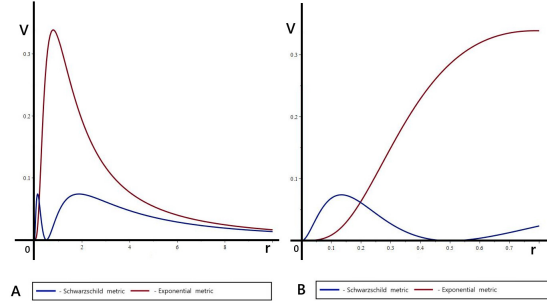 V
0.3
0.2
0.1
0
2
4
6
8
r
A
- Schwarzschild metric - Exponential metric
V
0.3
0.2
0.1
0
0.1
0.2
0.3
0.4
0.5
0.6
0.7
r
B
- Schwarzschild metric - Exponential metric